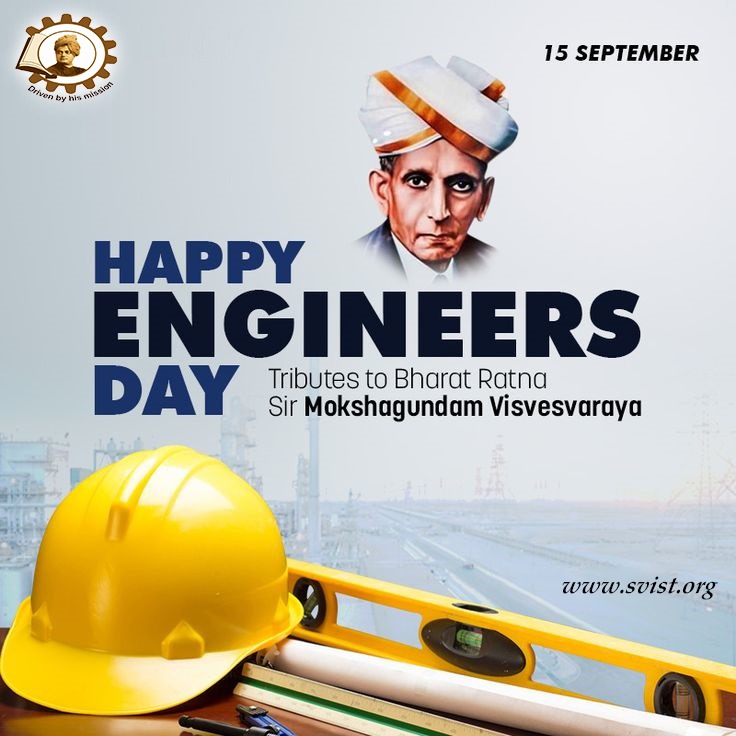 Driven by his mission
15 SEPTEMBER
HAPPY
ENGINEERS
DAY
Tributes to Bharat Ratna
Sir Mokshagundam Visvesvaraya
www.svist.org